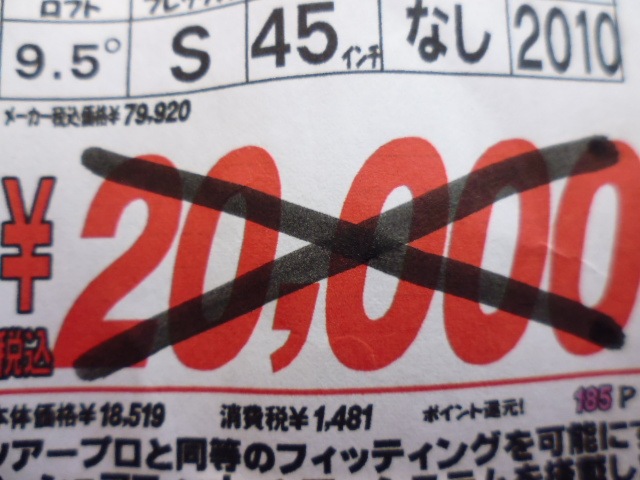 ロフト
9.5° S 45インチ なし 2010
メーカー税込価格¥79,920
¥20,000
税込
本体価格¥18,519 消費税¥1,481 ポイント還元! 185 P
ツアープロと同等のフィッティングを可能に